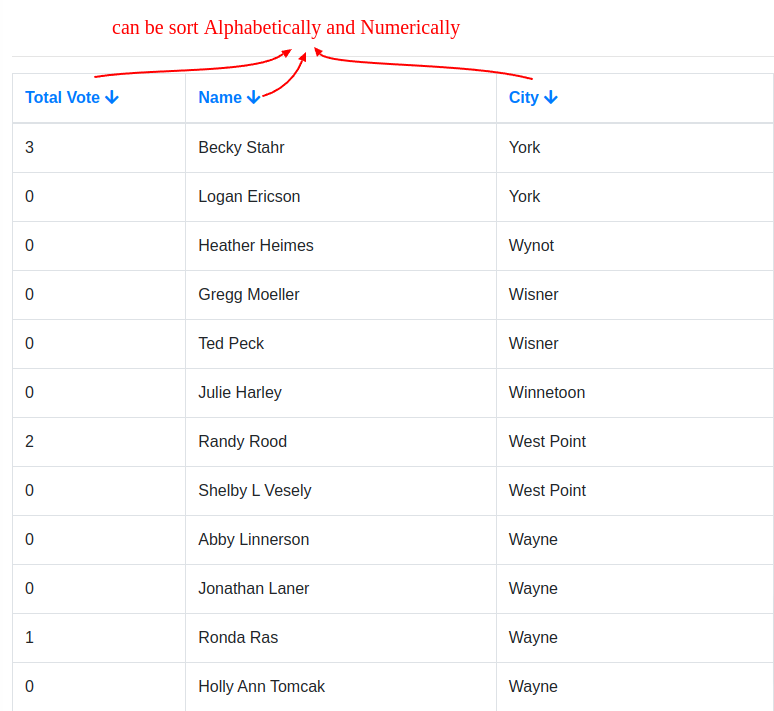 can be sort Alphabetically and Numerically
Total Vote Name City
3 Becky Stahr York
0 Logan Ericson York
0 Heather Heimes Wynot
0 Gregg Moeller Wisner
0 Ted Peck Wisner
0 Julie Harley Winnetoon
2 Randy Rood West Point
0 Shelby L Vesely West Point
0 Abby Linnerson Wayne
0 Jonathan Laner Wayne
1 Ronda Ras Wayne
0 Holly Ann Tomcak Wayne